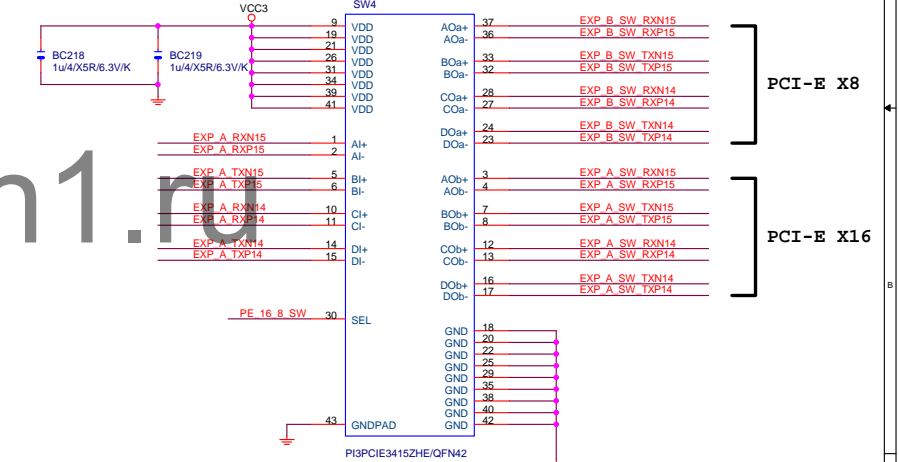 VCC3
SW4
BC218
1u/4/X5R/6.3V/K
BC219
1u/4/X5R/6.3V/K
9 VDD
19 VDD
21 VDD
26 VDD
31 VDD
34 VDD
39 VDD
41 VDD
EXP_A_RXN15 1 AI+
EXP_A_RXP15 2 AI-
EXP_A_TXN15 5 BI+
EXP_A_TXP15 6 BI-
EXP_A_RXN14 10 CI+
EXP_A_RXP14 11 CI-
EXP_A_TXN14 14 DI+
EXP_A_TXP14 15 DI-
PE_16_8_SW 30 SEL
43 GNDPAD
AOa+ 37 EXP_B_SW_RXN15
AOa- 36 EXP_B_SW_RXP15
BOa+ 33 EXP_B_SW_TXN15
BOa- 32 EXP_B_SW_TXP15
COa+ 28 EXP_B_SW_RXN14
COa- 27 EXP_B_SW_RXP14
DOa+ 24 EXP_B_SW_TXN14
DOa- 23 EXP_B_SW_TXP14
PCI-E X8
AOb+ 3 EXP_A_SW_RXN15
AOb- 4 EXP_A_SW_RXP15
BOb+ 7 EXP_A_SW_TXN15
BOb- 8 EXP_A_SW_TXP15
COb+ 12 EXP_A_SW_RXN14
COb- 13 EXP_A_SW_RXP14
DOb+ 16 EXP_A_SW_TXN14
DOb- 17 EXP_A_SW_TXP14
PCI-E X16
GND 18
GND 20
GND 22
GND 25
GND 29
GND 35
GND 38
GND 40
GND 42
PI3PCIE3415ZHE/QFN42
B
n1.ru